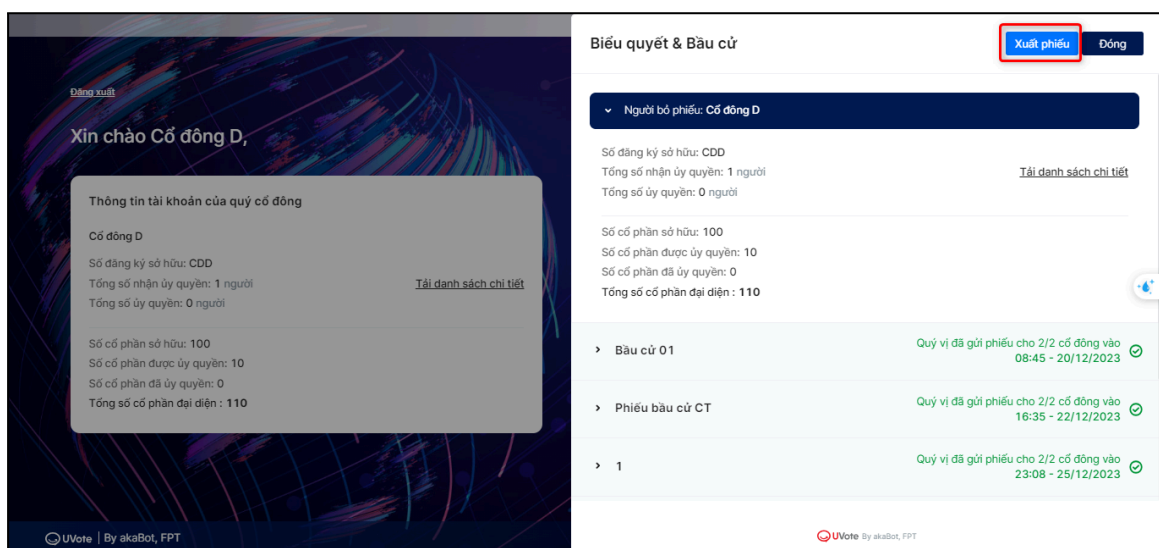 Đăng xuất
Xin chào Cổ đông D,
Thông tin tài khoản của quý cổ đông
Cổ đông D
Số đăng ký sở hữu: CDD
Tổng số nhận ủy quyền: 1 người
Tải danh sách chi tiết
Tổng số ủy quyền: 0 người
Số cổ phần sở hữu: 100
Số cổ phần được ủy quyền: 10
Số cổ phần đã ủy quyền: 0
Tổng số cổ phần đại diện : 110
UVote | By akaBot, FPT
Biểu quyết & Bầu cử
Xuất phiếu
Đóng
Người bỏ phiếu: Cổ đông D
Số đăng ký sở hữu: CDD
Tổng số nhận ủy quyền: 1 người
Tải danh sách chi tiết
Tổng số ủy quyền: 0 người
Số cổ phần sở hữu: 100
Số cổ phần được ủy quyền: 10
Số cổ phần đã ủy quyền: 0
Tổng số cổ phần đại diện : 110
Bầu cử 01
Quý vị đã gửi phiếu cho 2/2 cổ đông vào
08:45 - 20/12/2023
Phiếu bầu cử CT
Quý vị đã gửi phiếu cho 2/2 cổ đông vào
16:35 - 22/12/2023
1
Quý vị đã gửi phiếu cho 2/2 cổ đông vào
23:08 - 25/12/2023
UVote By akaBot, FPT